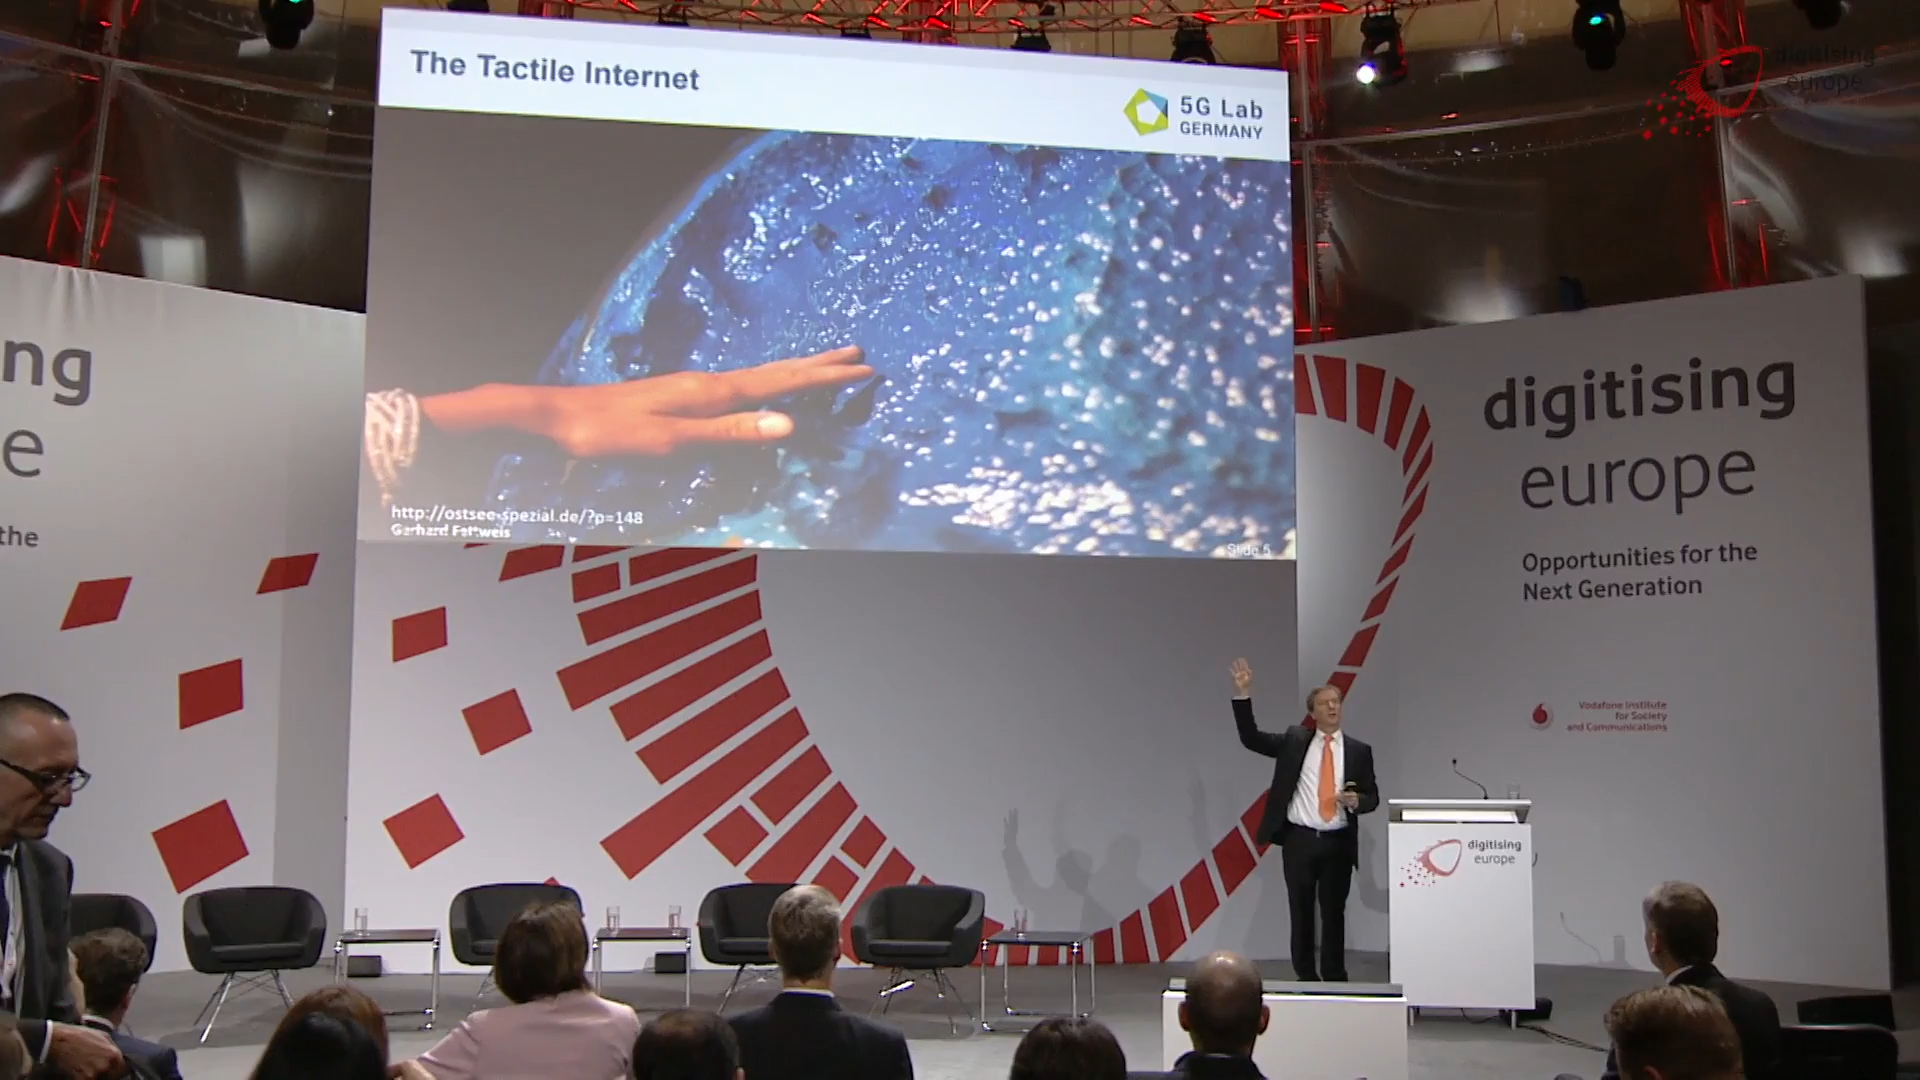 The Tactile Internet
5G Lab
GERMANY
http://ostsee-spezial.de/?p=148
Gerhard Fettweis
Slide 5
digitising
europe
ng
e
the
digitising
europe
Opportunities for the
Next Generation
Vodafone Institute
for Society
and Communications
digitising
europe